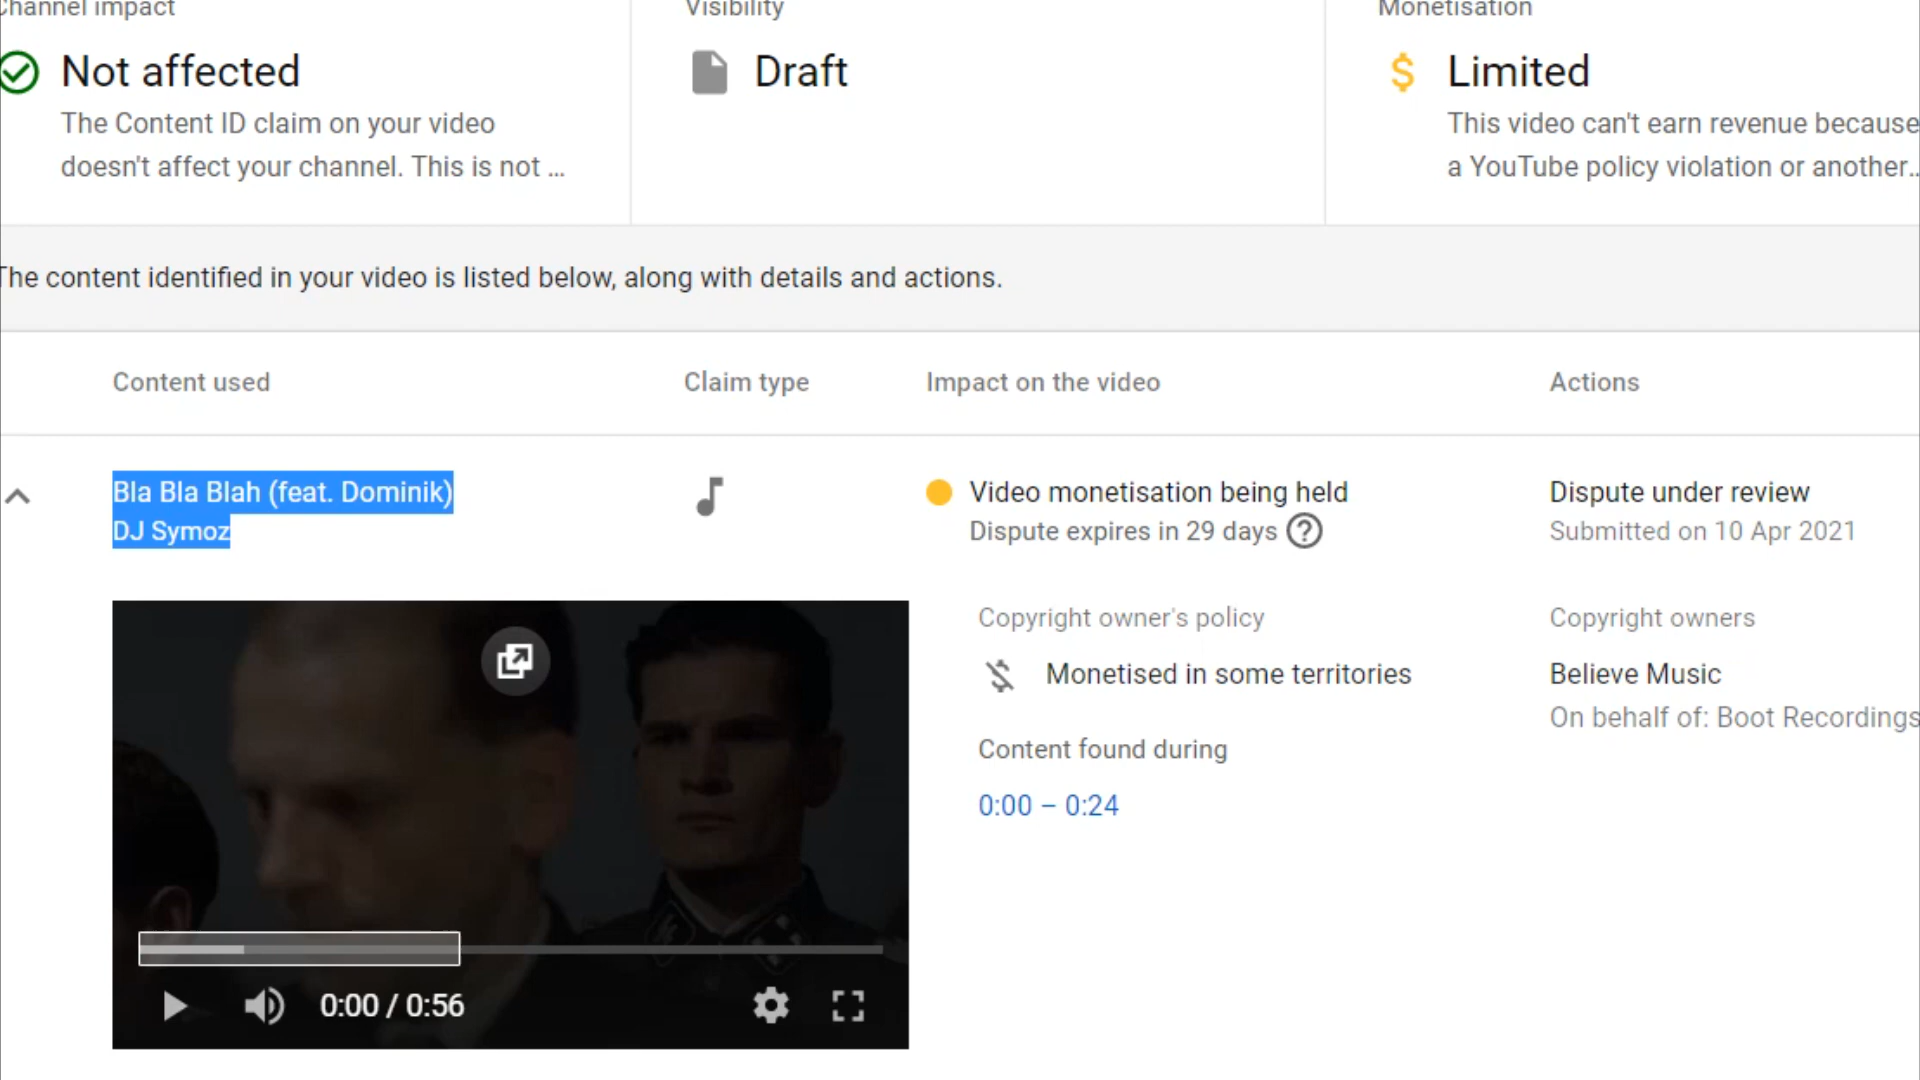 Channel impact
Visibility
Monetisation
Not affected
Draft
Limited
The Content ID claim on your video
doesn't affect your channel. This is not ...
This video can't earn revenue because
a YouTube policy violation or another..
The content identified in your video is listed below, along with details and actions.
Content used
Claim type
Impact on the video
Actions
Bla Bla Blah (feat. Dominik)
DJ Symoz
Video monetisation being held
Dispute expires in 29 days
Dispute under review
Submitted on 10 Apr 2021
Copyright owner's policy
Monetised in some territories
Content found during
0:00 – 0:24
Copyright owners
Believe Music
On behalf of: Boot Recordings
0:00 / 0:56